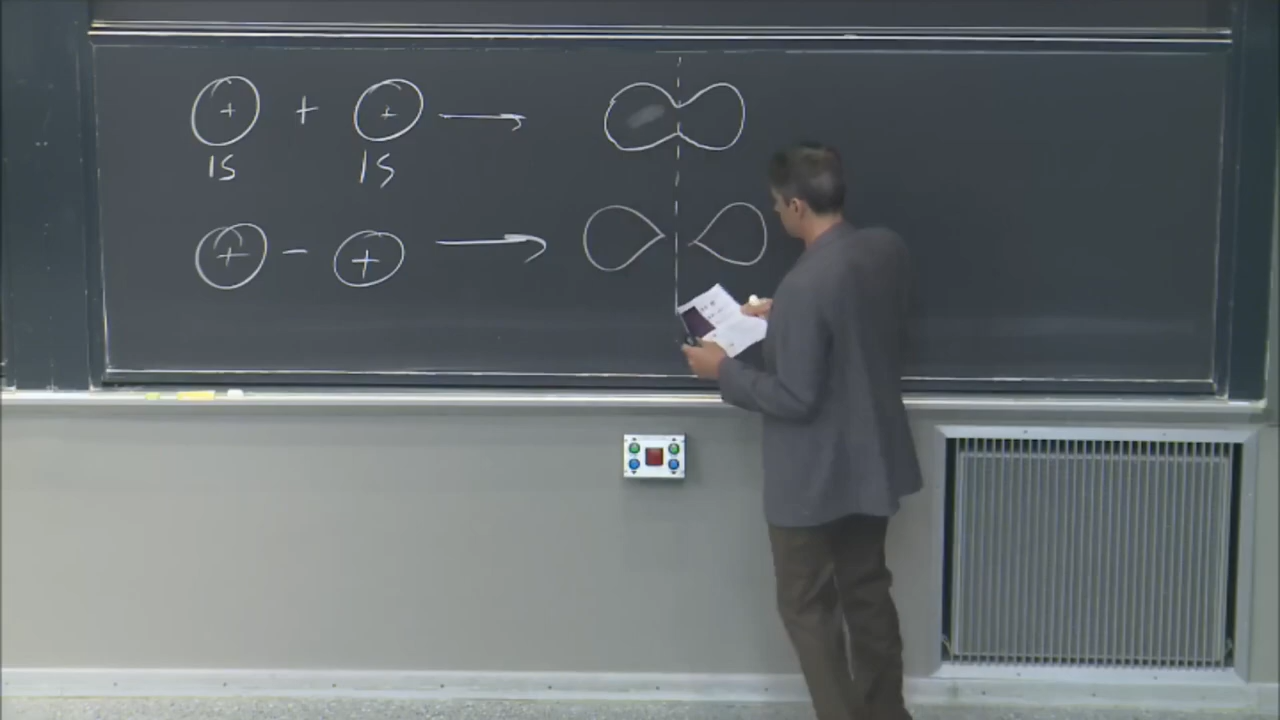 + + + →
1S 1S
+ - + →